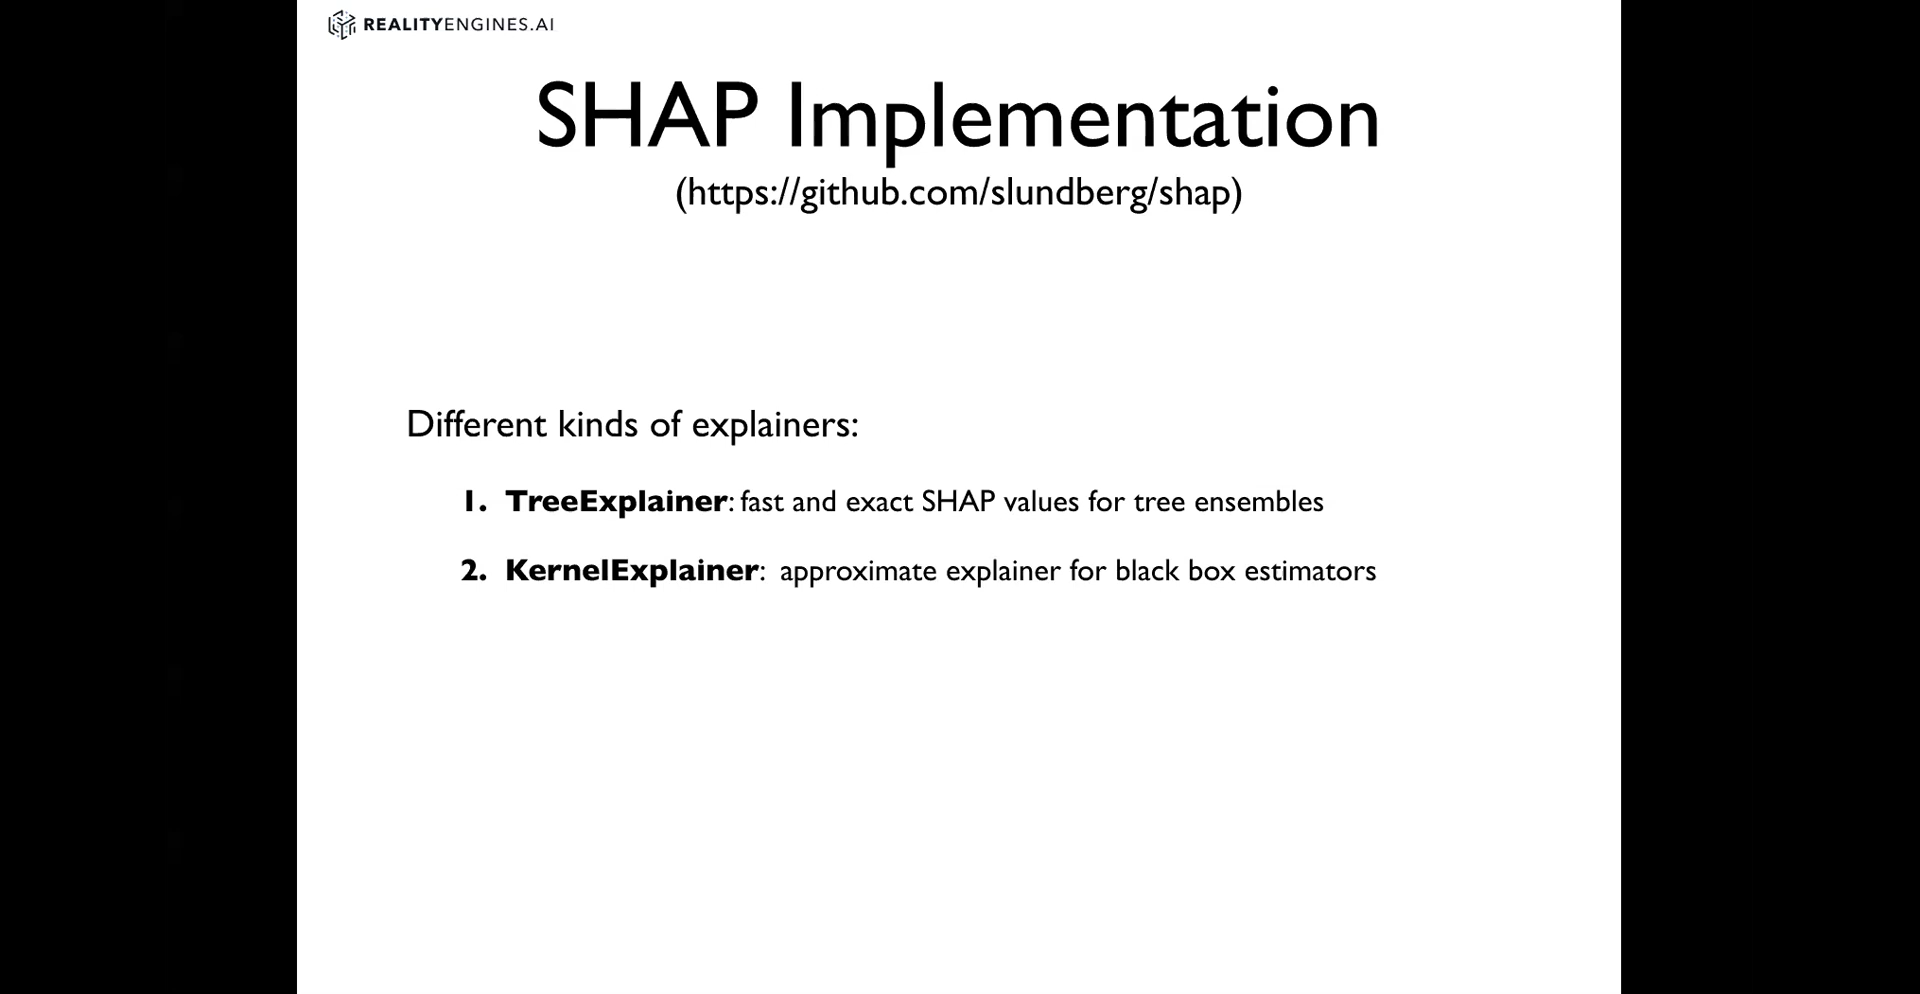 REALITYENGINES.AI
SHAP Implementation
(https://github.com/slundberg/shap)
Different kinds of explainers:
1. TreeExplainer: fast and exact SHAP values for tree ensembles
2. KernelExplainer: approximate explainer for black box estimators